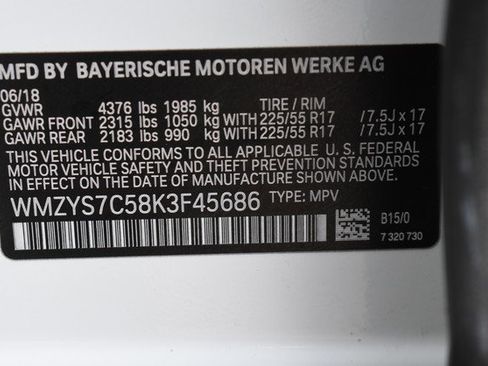 MFD BY BAYERISCHE MOTOREN WERKE AG
06/18
GVWR 4376 lbs 1985 kg TIRE / RIM
GAWR FRONT 2315 lbs 1050 kg WITH 225/55 R17 /7.5J x 17
GAWR REAR 2183 lbs 990 kg WITH 225/55 R17 /7.5J x 17
THIS VEHICLE CONFORMS TO ALL APPLICABLE U. S. FEDERAL
MOTOR VEHICLE SAFETY AND THEFT PREVENTION STANDARDS
IN EFFECT ON THE DATE OF MANUFACTURE SHOWN ABOVE.
WMZYS7C58K3F45686 TYPE: MPV
B15/0
7 320 730